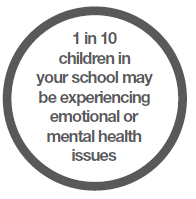 1 in 10
children in
your school may
be experiencing
emotional or
mental health
issues